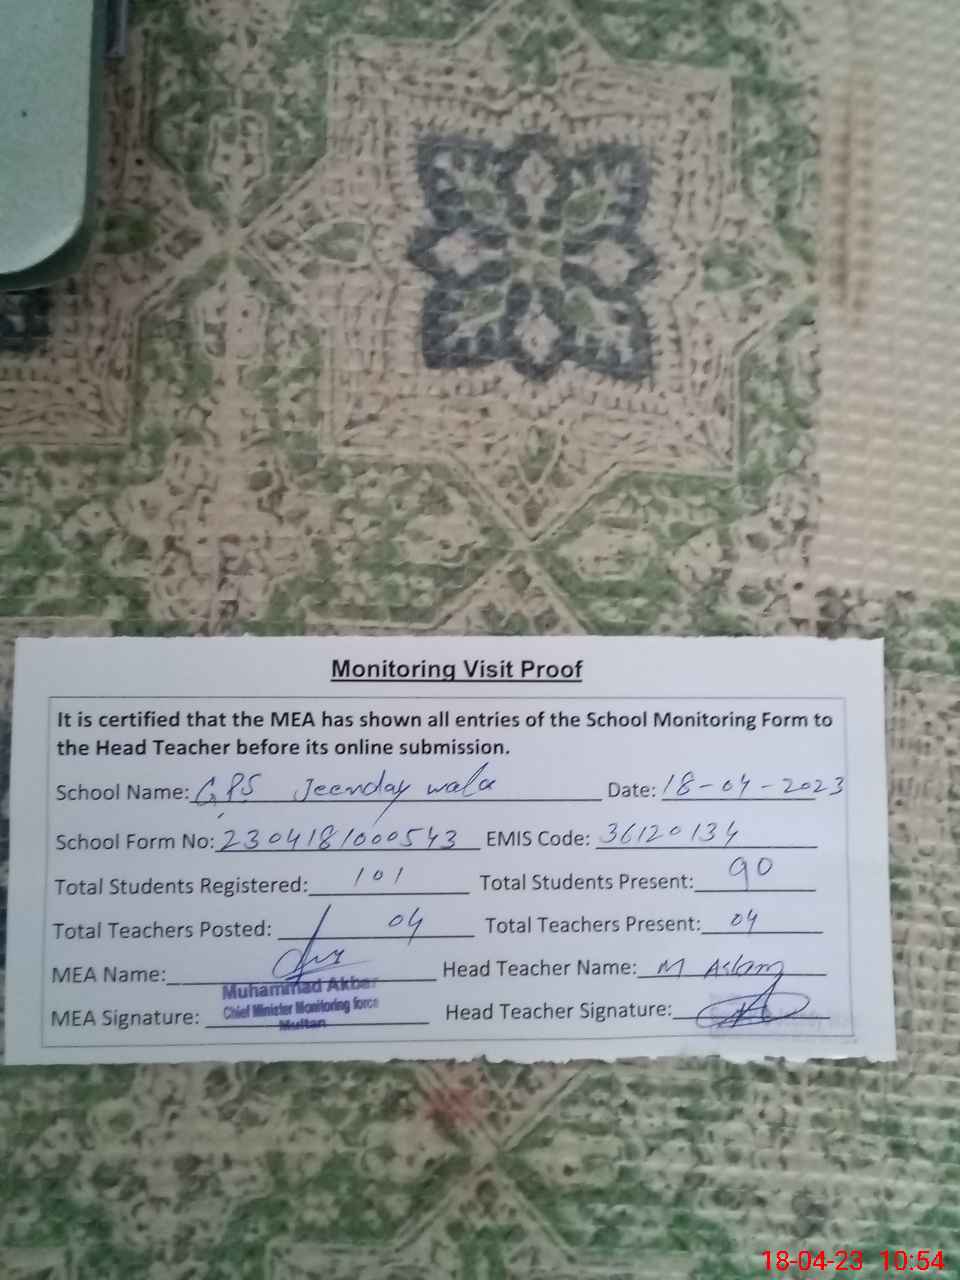 Monitoring Visit Proof
It is certified that the MEA has shown all entries of the School Monitoring Form to
the Head Teacher before its online submission.
School Name: GPS Jeenday wala Date: 18-04-2023
School Form No: 2304181000543 EMIS Code: 36120134
Total Students Registered: 101 Total Students Present: 90
Total Teachers Posted: 04 Total Teachers Present: 04
MEA Name: Head Teacher Name: M Aslam
Muhammad Akbar
Chief Minister Monitoring force
Multan
MEA Signature: Head Teacher Signature:
18-04-23 10:54